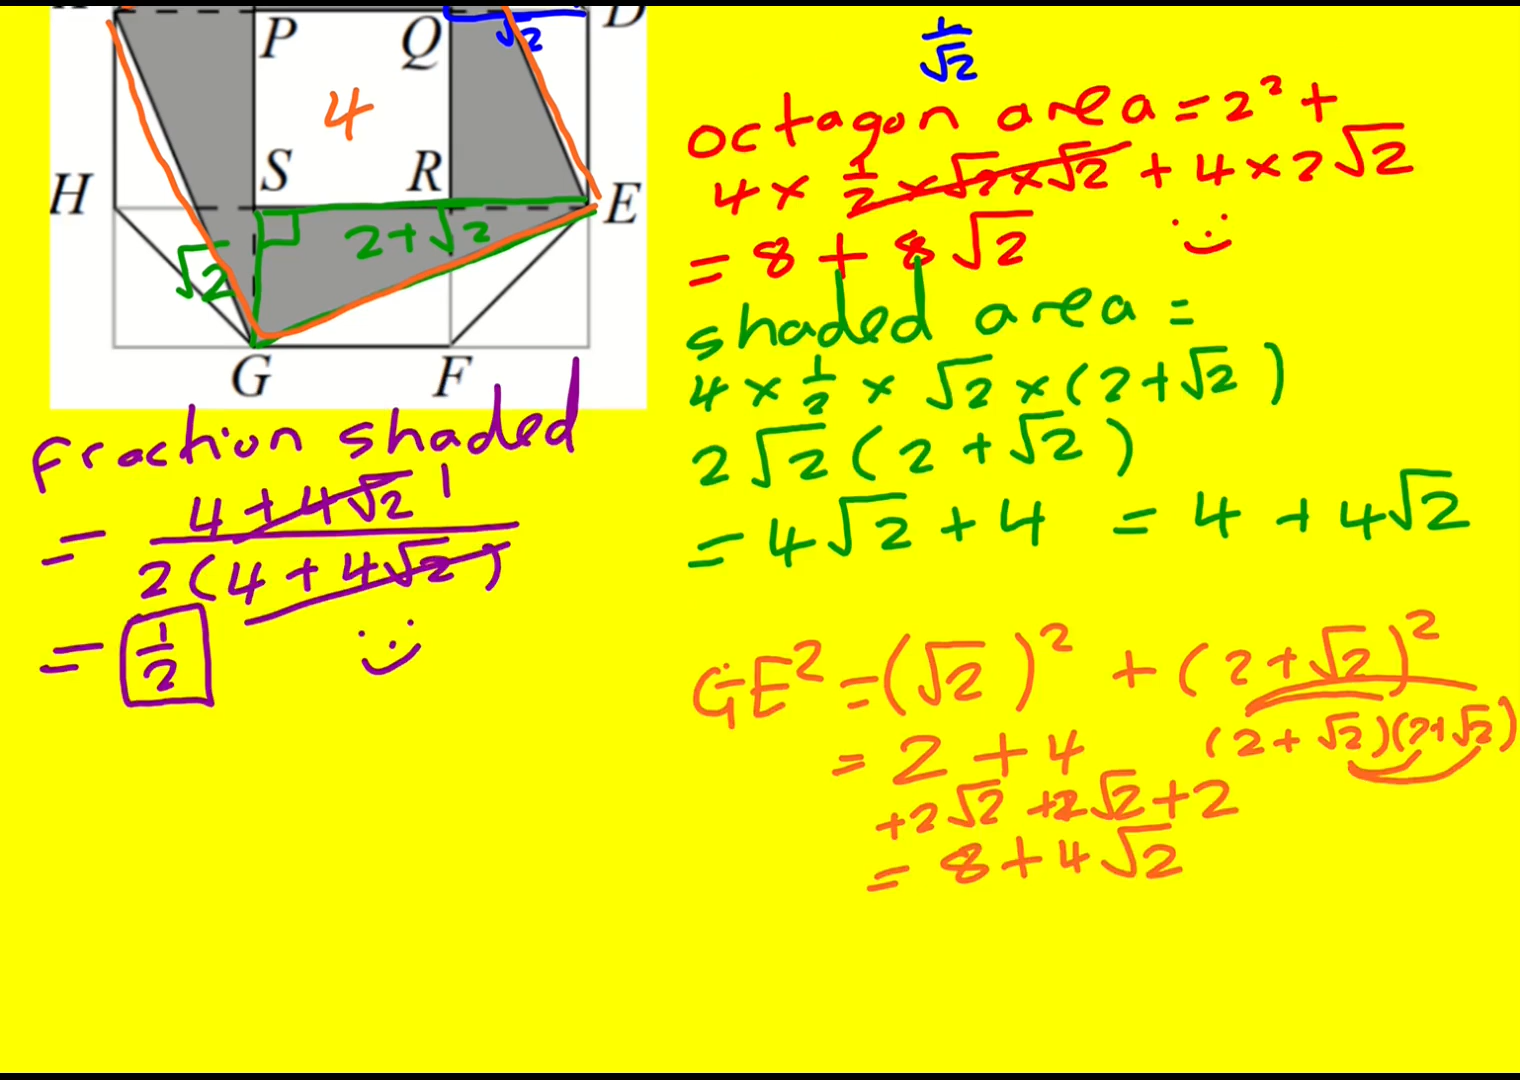 P Q D
√2
4
S R
H E
2+√2
√2
G F
fraction shaded
= 4 + 4√2 1
2(4 + 4√2)
= 1/2
1/√2
octagon area = 2² +
4 × 1/2 × √2 × √2 + 4 × 2√2
= 8 + 8√2
shaded area =
4 × 1/2 × √2 × (2+√2)
2√2(2+√2)
= 4√2 + 4 = 4 + 4√2
GE² = (√2)² + (2+√2)²
(2+√2)(2+√2)
= 2 + 4
+2√2 +2√2 +2
= 8 + 4√2